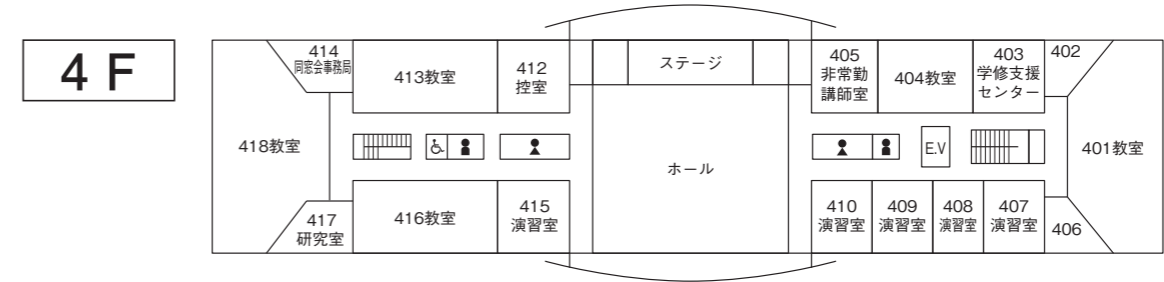 4F
414
同窓会事務局
413教室
412
控室
ステージ
405
非常勤
講師室
404教室
403
学修支援
センター
402
418教室
ホール
E.V
401教室
417
研究室
416教室
415
演習室
410
演習室
409
演習室
408
演習室
407
演習室
406